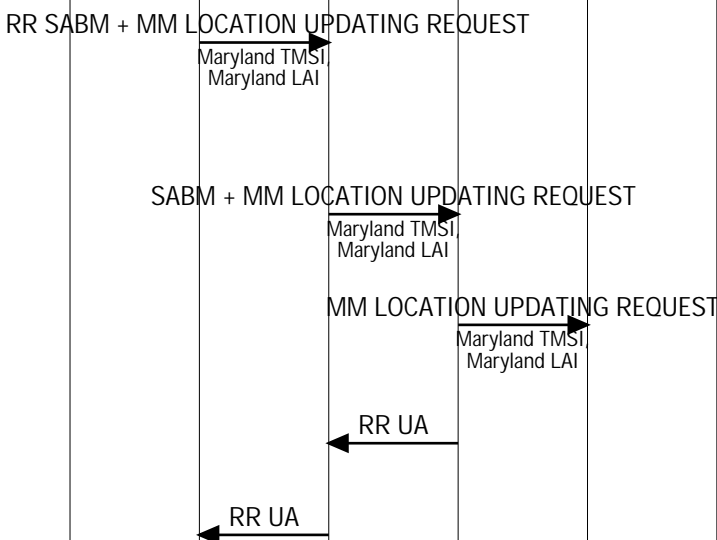 RR SABM + MM LOCATION UPDATING REQUEST
Maryland TMSI,
Maryland LAI
SABM + MM LOCATION UPDATING REQUEST
Maryland TMSI,
Maryland LAI
MM LOCATION UPDATING REQUEST
Maryland TMSI,
Maryland LAI
RR UA
RR UA